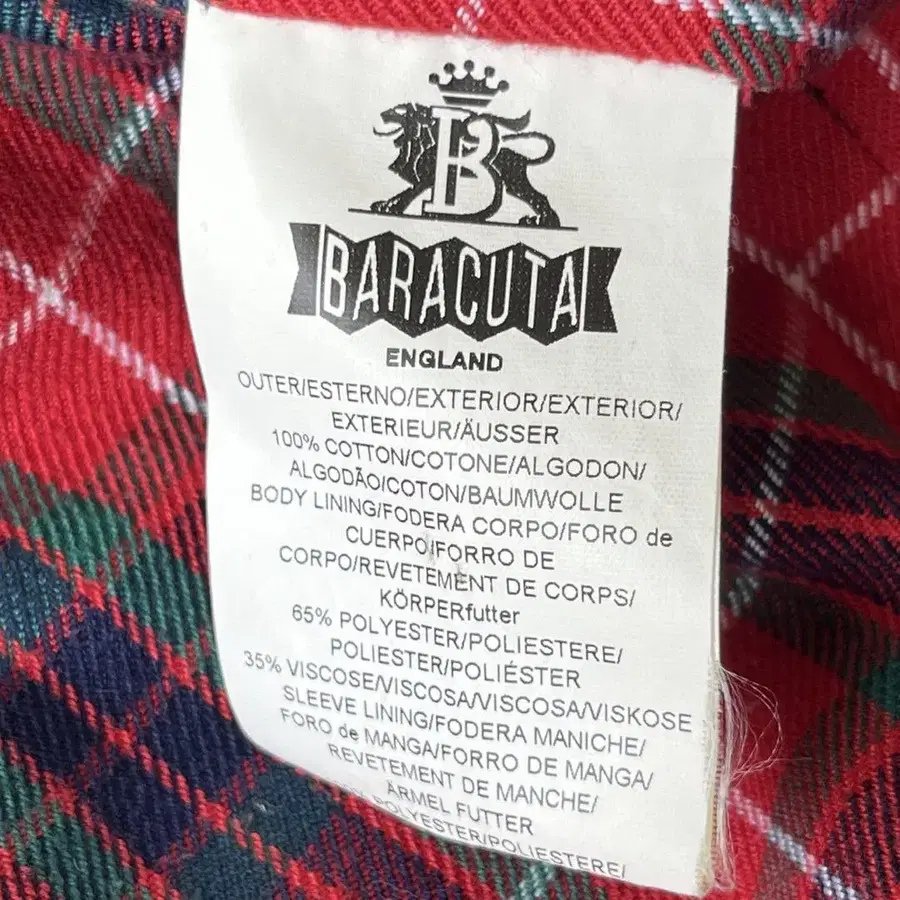 B
BARACUTA
ENGLAND
OUTER/ESTERNO/EXTERIOR/EXTERIOR/
EXTERIEUR/ÄUSSER
100% COTTON/COTONE/ALGODON/
ALGODÃO/COTON/BAUMWOLLE
BODY LINING/FODERA CORPO/FORO de
CUERPO/FORRO DE
CORPO/REVETEMENT DE CORPS/
KÖRPERfutter
65% POLYESTER/POLIESTERE/
POLIESTER/POLIÉSTER
35% VISCOSE/VISCOSA/VISCOSA/VISKOSE
SLEEVE LINING/FODERA MANICHE/
FORO de MANGA/FORRO DE MANGA/
REVETEMENT DE MANCHE/
ÄRMEL FUTTER
POLYESTER/POLIESTERE/